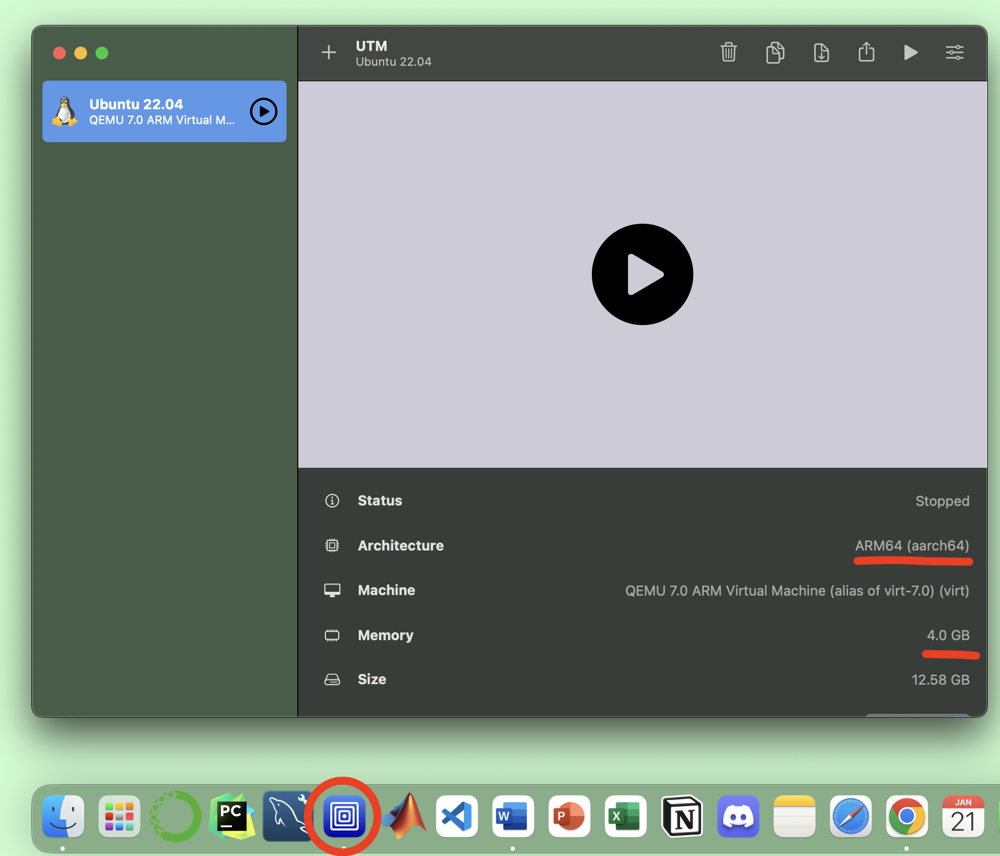 UTM
Ubuntu 22.04
Ubuntu 22.04
QEMU 7.0 ARM Virtual M...
Status Stopped
Architecture ARM64 (aarch64)
Machine QEMU 7.0 ARM Virtual Machine (alias of virt-7.0) (virt)
Memory 4.0 GB
Size 12.58 GB
PC
W
P
X
N
JAN
21